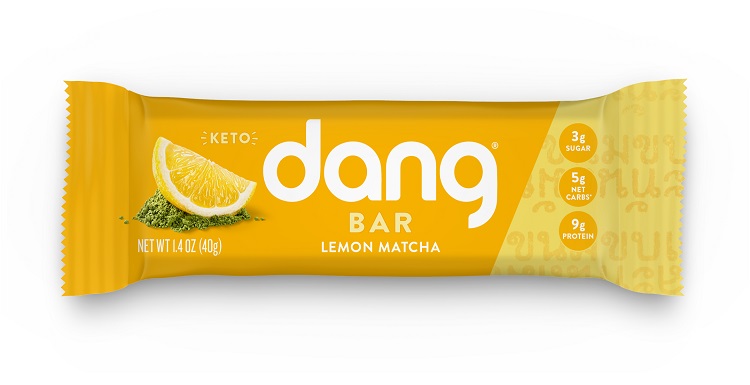 KETO
dang®
BAR
LEMON MATCHA
NET WT 1.4 OZ (40g)
3g
SUGAR
5g
NET
CARBS*
9g
PROTEIN